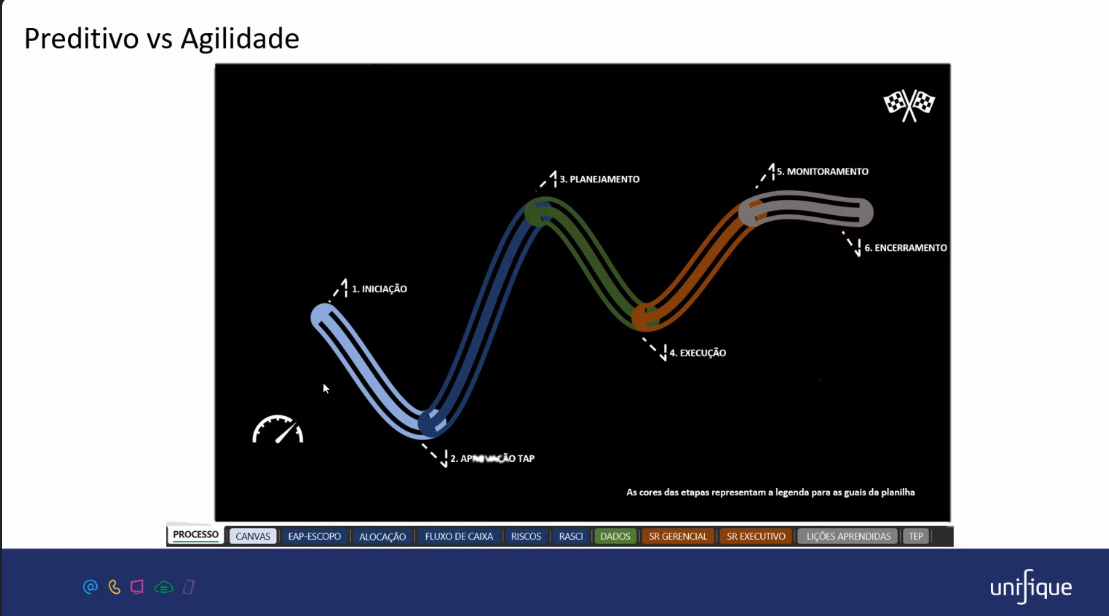 Preditivo vs Agilidade
5. MONITORAMENTO
3. PLANEJAMENTO
6. ENCERRAMENTO
1. INICIAÇÃO
4. EXECUÇÃO
2. APROVAÇÃO TAP
As cores das etapas representam a legenda para as guais da planilha
PROCESSO CANVAS EAP-ESCOPO ALOCAÇÃO FLUXO DE CAIXA RISCOS RASCI DADOS SR GERENCIAL SR EXECUTIVO LIÇÕES APRENDIDAS TEP
unifique